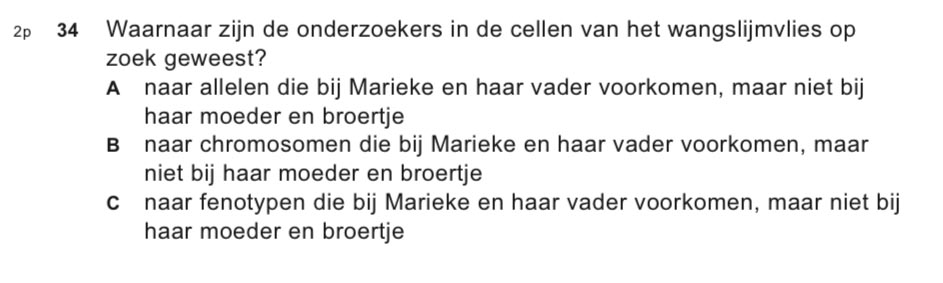 2p 34 Waarnaar zijn de onderzoekers in de cellen van het wangslijmvlies op
zoek geweest?
A naar allelen die bij Marieke en haar vader voorkomen, maar niet bij
haar moeder en broertje
B naar chromosomen die bij Marieke en haar vader voorkomen, maar
niet bij haar moeder en broertje
C naar fenotypen die bij Marieke en haar vader voorkomen, maar niet bij
haar moeder en broertje